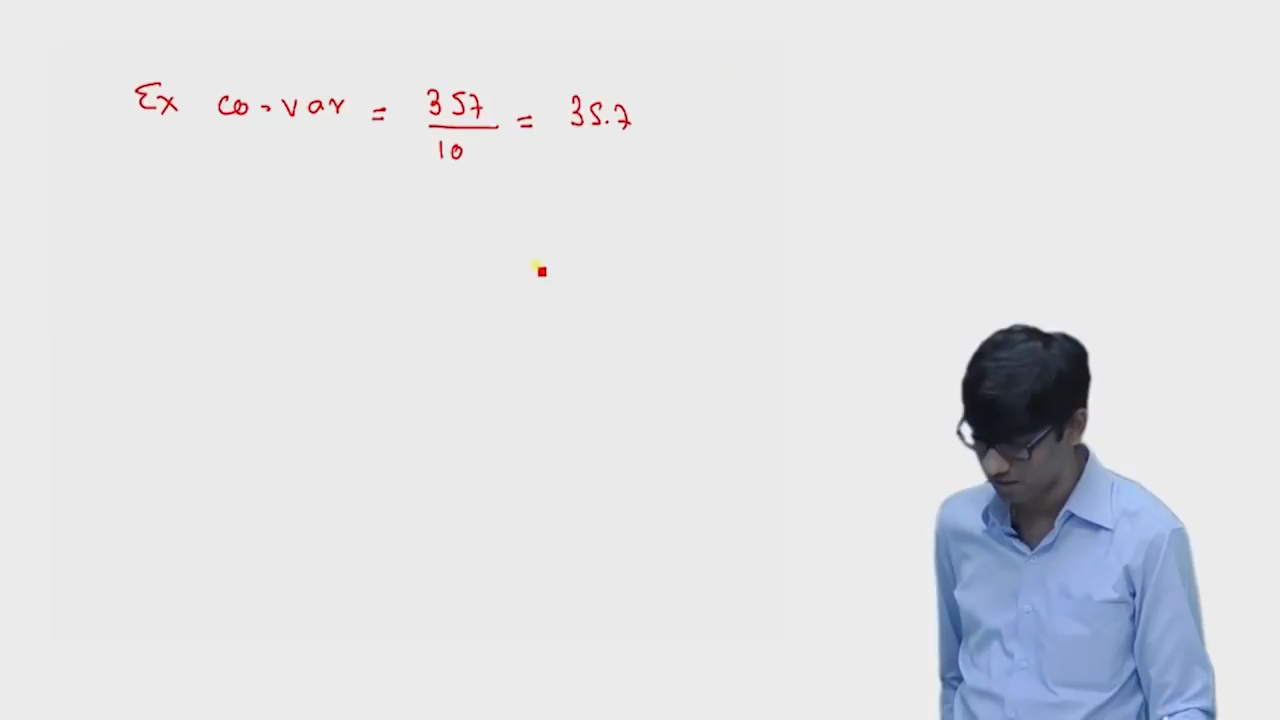 Ex co-var = 357/10 = 35.7